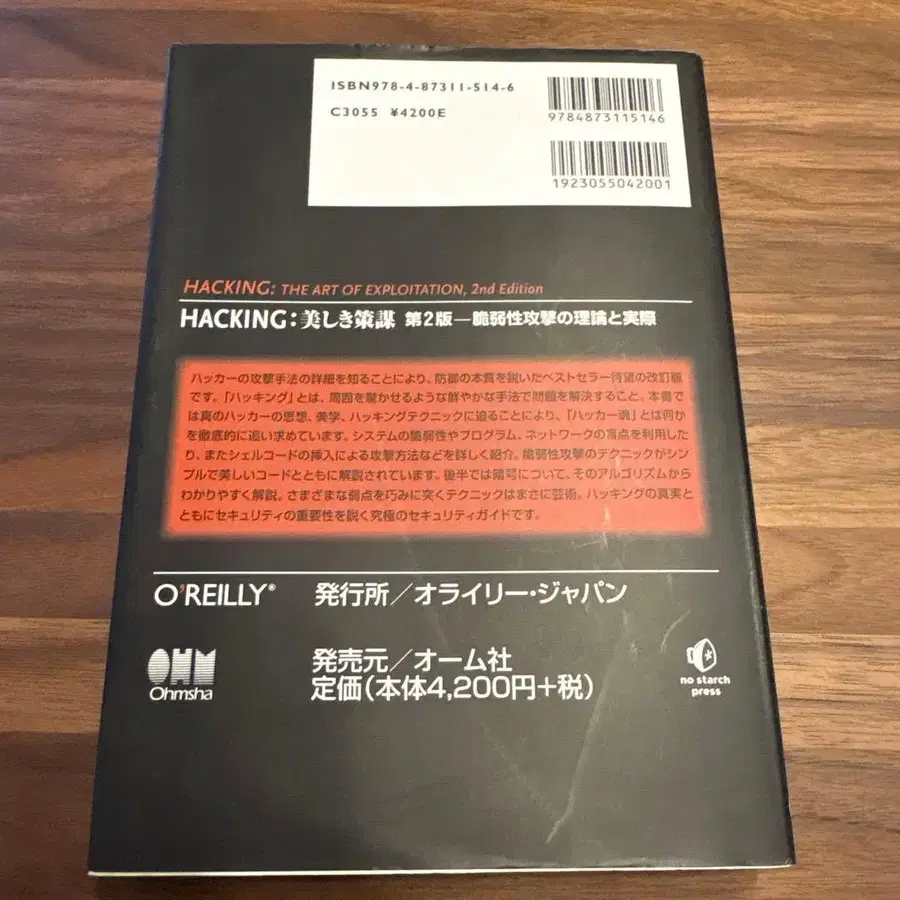 ISBN978-4-87311-514-6
C3055 ¥4200E
9784873115146
1923055042001
HACKING: THE ART OF EXPLOITATION, 2nd Edition
HACKING:美しき策謀 第2版―脆弱性攻撃の理論と実際
ハッカーの攻撃手法の詳細を知ることにより、防御の本質を説いたベストセラー待望の改訂版
です。「ハッキング」とは、周囲を驚かせるような鮮やかな手法で問題を解決すること。本書で
は真のハッカーの思想、美学、ハッキングテクニックに迫ることにより、「ハッカー魂」とは何か
を徹底的に追い求めています。システムの脆弱性やプログラム、ネットワークの盲点を利用した
り、またシェルコードの挿入による攻撃方法などを詳しく紹介。脆弱性攻撃のテクニックがシ
ンプルで美しいコードとともに解説されています。後半では暗号について、そのアルゴリズムから
わかりやすく解説。さまざまな弱点を巧みに突くテクニックはまさに芸術。ハッキングの真実と
ともにセキュリティの重要性を説く究極のセキュリティガイドです。
O'REILLY® 発行所/オライリー・ジャパン
OHM
Ohmsha
発売元/オーム社
定価(本体4,200円+税)
no starch
press